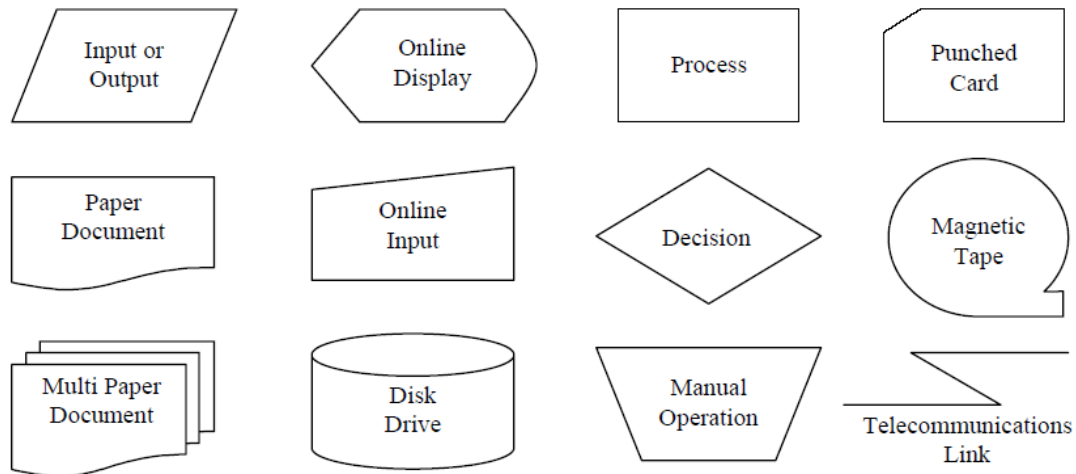 Input or
Output
Online
Display
Process
Punched
Card
Paper
Document
Online
Input
Decision
Magnetic
Tape
Multi Paper
Document
Disk
Drive
Manual
Operation
Telecommunications
Link